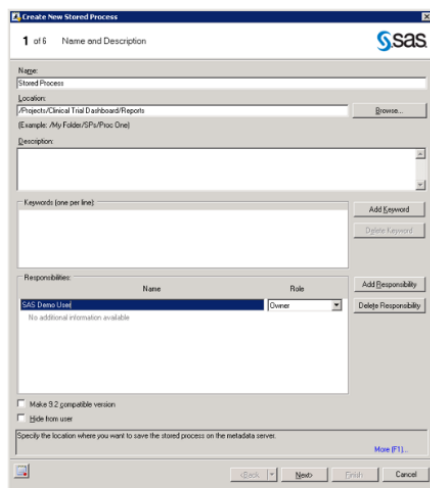 Create New Stored Process
1 of 6 Name and Description
sas
Name:
Stored Process
Location:
/Projects/Clinical Trial Dashboard/Reports
Browse...
(Example: /My Folder/SPs/Proc One)
Description:
Keywords (one per line)
Add Keyword
Delete Keyword
Responsibilities:
Name Role
Add Responsibility
SAS Demo User Owner
Delete Responsibility
No additional information available
Make 9.2 compatible version
Hide from user
Specify the location where you want to save the stored process on the metadata server.
More (F1)...
<Back Next> Finish Cancel